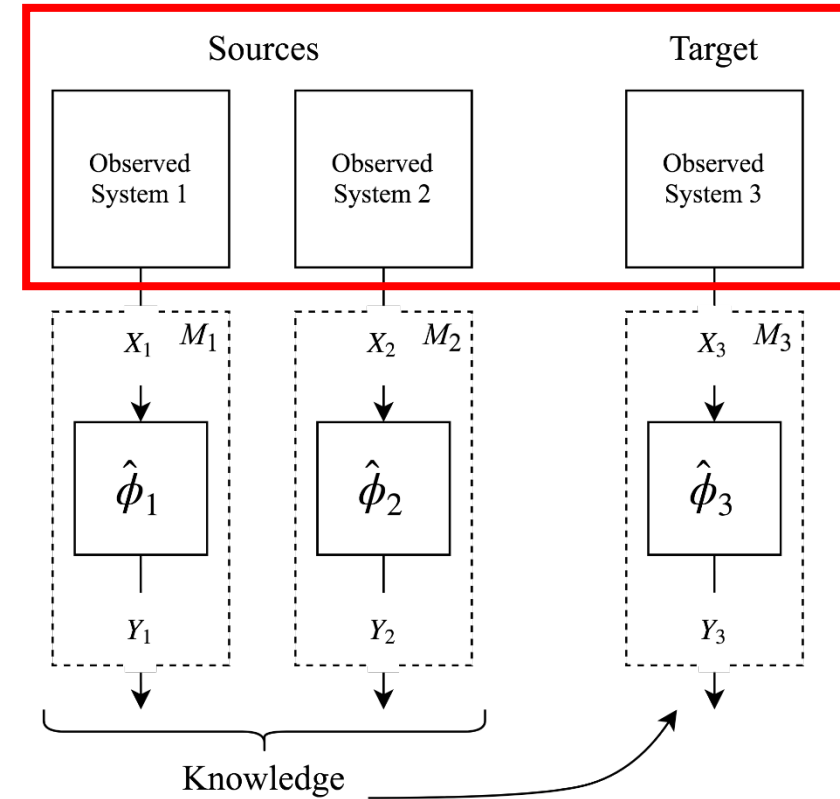 Sources Target
Observed System 1
Observed System 2
Observed System 3
X₁ M₁ X₂ M₂ X₃ M₃
ϕ̂₁ ϕ̂₂ ϕ̂₃
Y₁ Y₂ Y₃
Knowledge